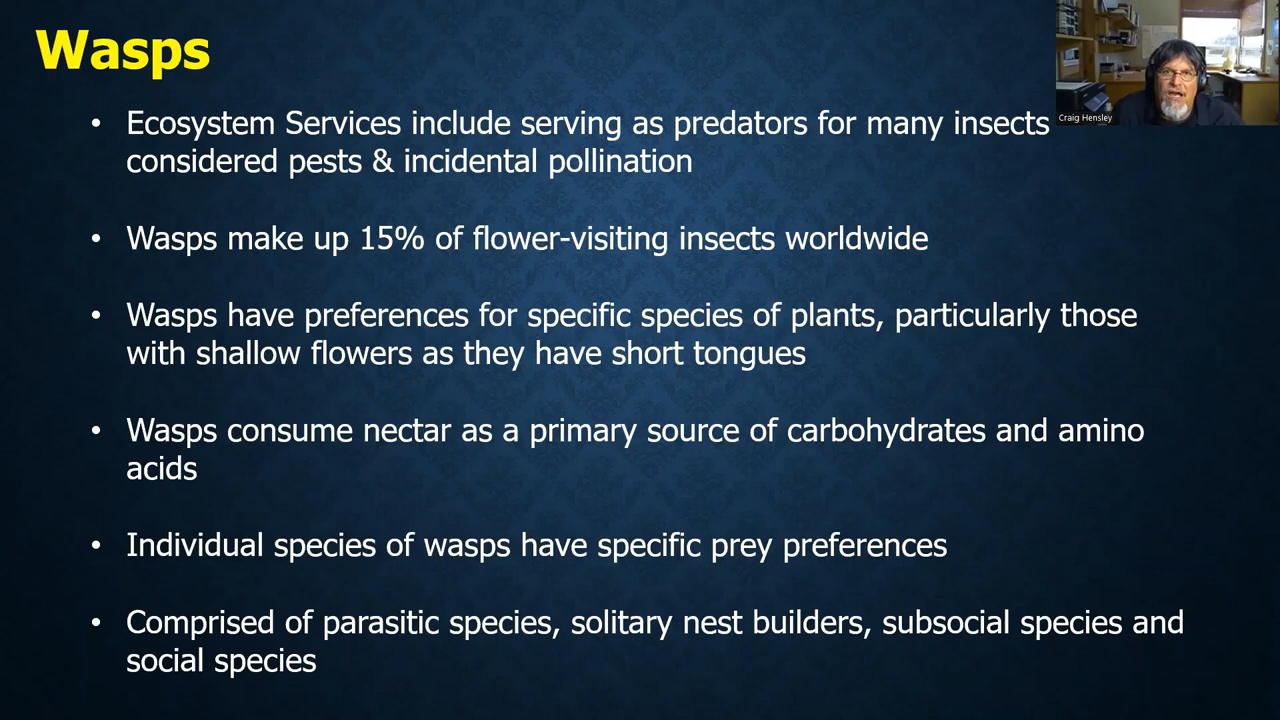 Wasps
Craig Hensley
• Ecosystem Services include serving as predators for many insects
considered pests & incidental pollination
• Wasps make up 15% of flower-visiting insects worldwide
• Wasps have preferences for specific species of plants, particularly those
with shallow flowers as they have short tongues
• Wasps consume nectar as a primary source of carbohydrates and amino
acids
• Individual species of wasps have specific prey preferences
• Comprised of parasitic species, solitary nest builders, subsocial species and
social species